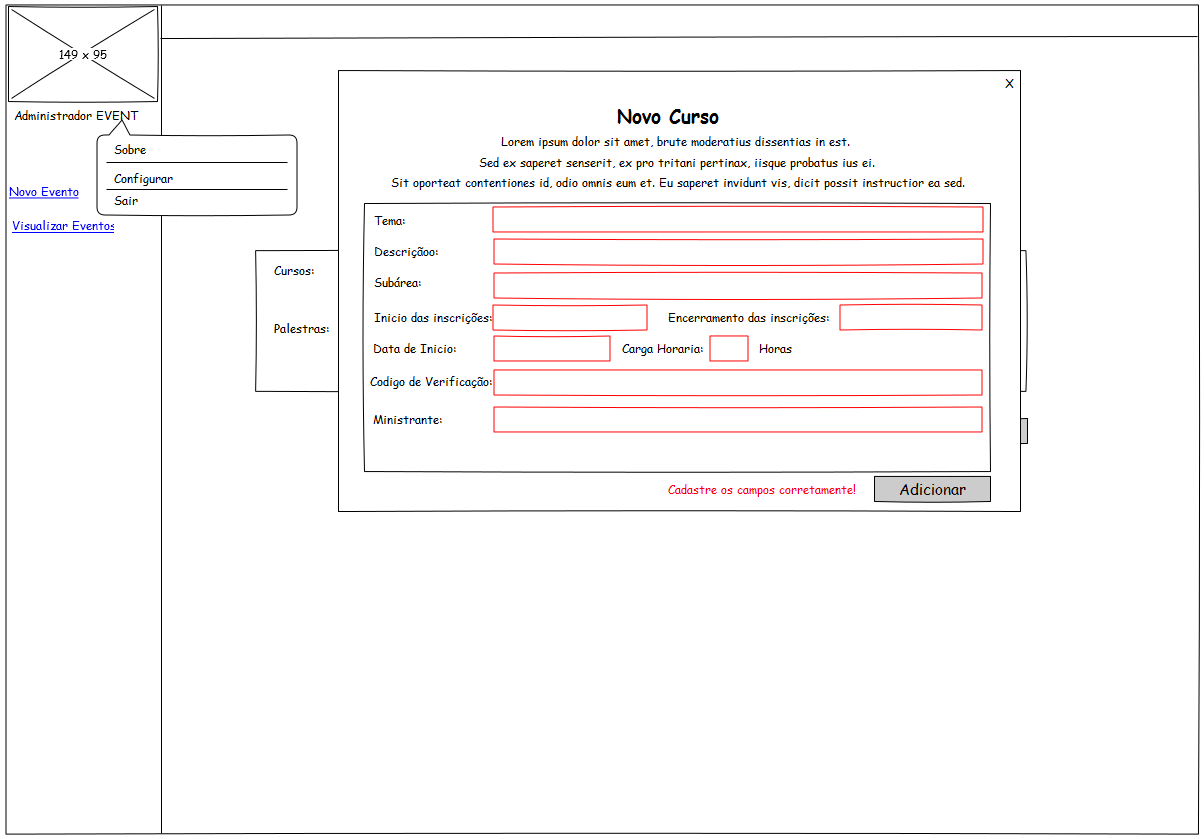 149 x 95
Administrador EVENT
Sobre
Configurar
Sair
Novo Evento
Visualizar Eventos
Cursos:
Palestras:
X
Novo Curso
Lorem ipsum dolor sit amet, brute moderatius dissentias in est.
Sed ex saperet senserit, ex pro tritani pertinax, iisque probatus ius ei.
Sit oporteat contentiones id, odio omnis eum et. Eu saperet invidunt vis, dicit possit instructior ea sed.
Tema:
Descriçãoo:
Subárea:
Inicio das inscrições: Encerramento das inscrições:
Data de Inicio: Carga Horaria: Horas
Codigo de Verificação:
Ministrante:
Cadastre os campos corretamente! Adicionar